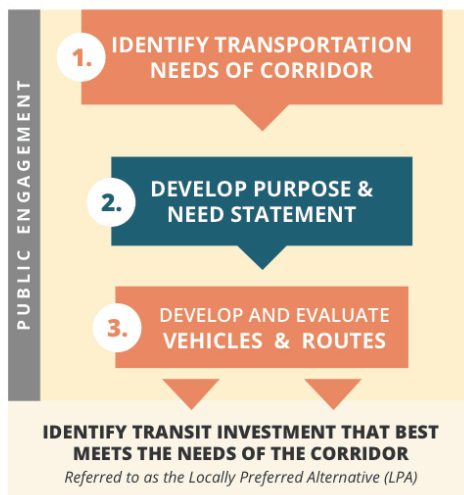 PUBLIC ENGAGEMENT
1.
IDENTIFY TRANSPORTATION
NEEDS OF CORRIDOR
2.
DEVELOP PURPOSE &
NEED STATEMENT
3.
DEVELOP AND EVALUATE
VEHICLES & ROUTES
IDENTIFY TRANSIT INVESTMENT THAT BEST
MEETS THE NEEDS OF THE CORRIDOR
Referred to as the Locally Preferred Alternative (LPA)